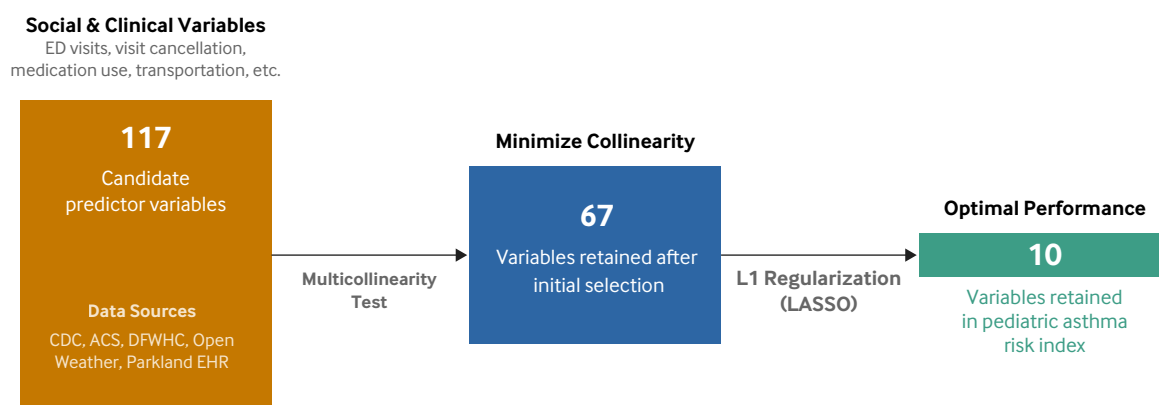 Social & Clinical Variables
ED visits, visit cancellation,
medication use, transportation, etc.
117
Candidate
predictor variables
Data Sources
CDC, ACS, DFWHC, Open
Weather, Parkland EHR
Multicollinearity
Test
Minimize Collinearity
67
Variables retained after
initial selection
L1 Regularization
(LASSO)
Optimal Performance
10
Variables retained
in pediatric asthma
risk index